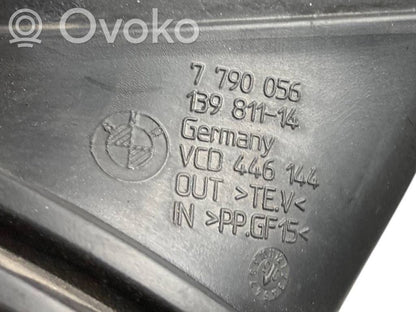 Ovoko
7 790 056
139 811-14
Germany
VCD 446 144
OUT >TE.V<
IN >PP.GF15<